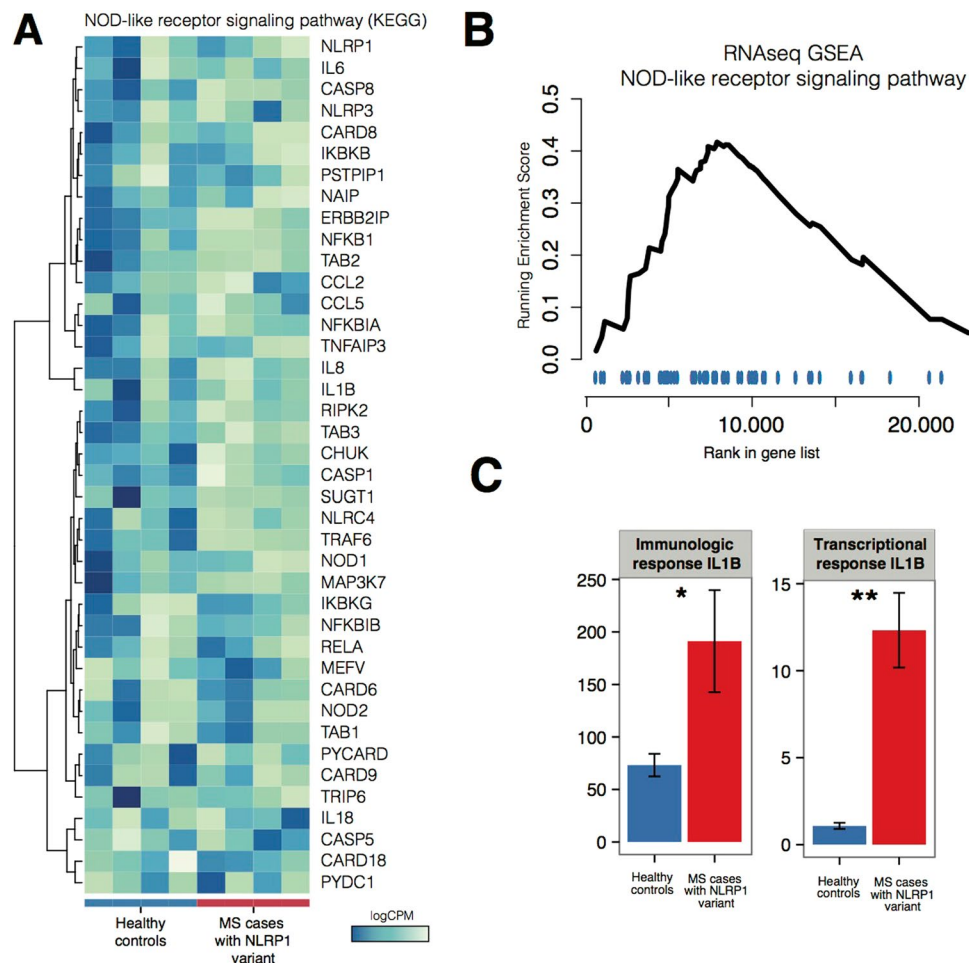 A
NOD-like receptor signaling pathway (KEGG)
NLRP1
IL6
CASP8
NLRP3
CARD8
IKBKB
PSTPIP1
NAIP
ERBB2IP
NFKB1
TAB2
CCL2
CCL5
NFKBIA
TNFAIP3
IL8
IL1B
RIPK2
TAB3
CHUK
CASP1
SUGT1
NLRC4
TRAF6
NOD1
MAP3K7
IKBKG
NFKBIB
RELA
MEFV
CARD6
NOD2
TAB1
PYCARD
CARD9
TRIP6
IL18
CASP5
CARD18
PYDC1
Healthy
controls
MS cases
with NLRP1
variant
logCPM
B
RNAseq GSEA
NOD-like receptor signaling pathway
Running Enrichment Score
0.5
0.4
0.3
0.2
0.1
0.0
0
10.000
20.000
Rank in gene list
C
Immunologic
response IL1B
250
200
150
100
50
0
*
Healthy
controls
MS cases
with NLRP1
variant
Transcriptional
response IL1B
15
10
5
0
**
Healthy
controls
MS cases
with NLRP1
variant